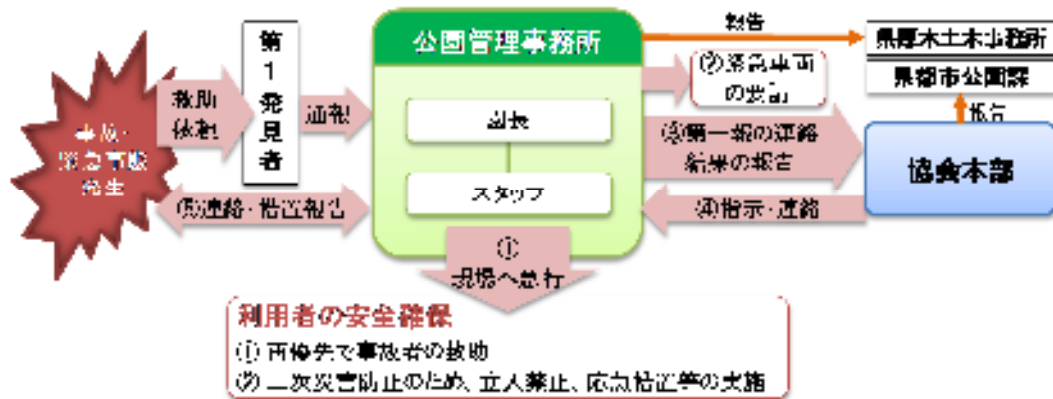 事故・
緊急事態
発生
救助
依頼
第1発見者
通報
公園管理事務所
園長
スタッフ
報告
県厚木土木事務所
県都市公園課
②緊急車両
の要請
③第一報の連絡
結果の報告
報告
協会本部
④指示・連絡
⑤連絡・措置報告
①
現場へ急行
利用者の安全確保
① 再優先で事故者の救助
② 二次災害防止のため、立入禁止、応急措置等の実施